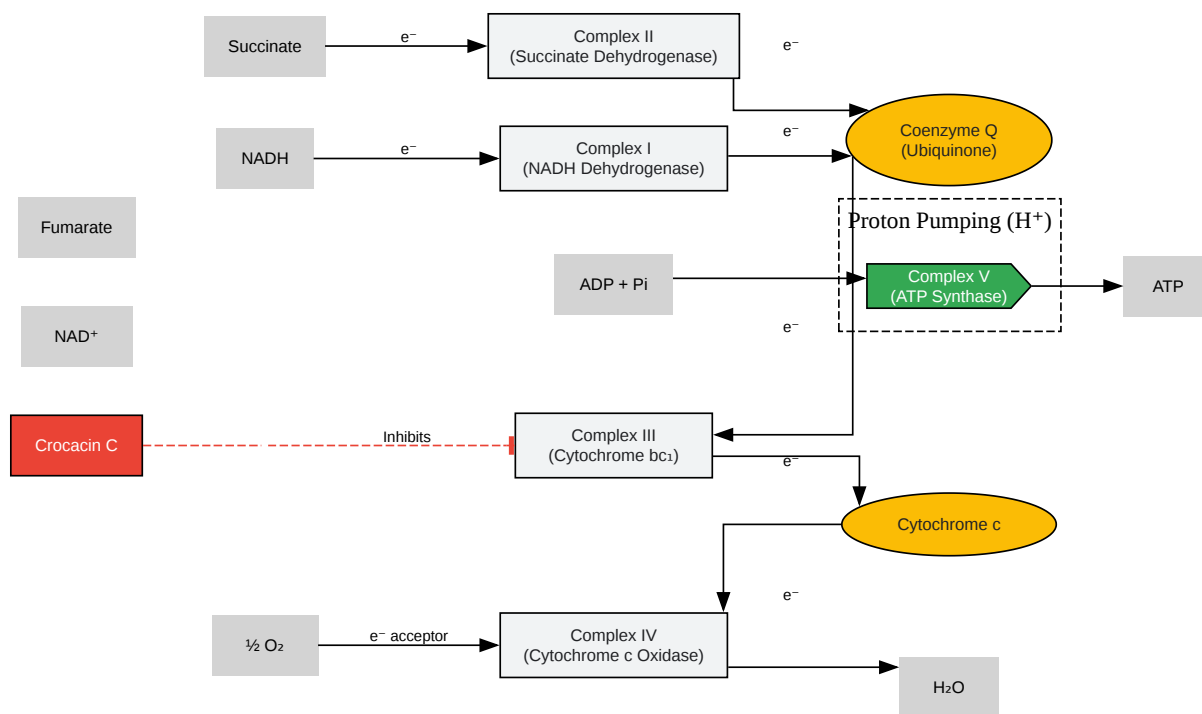 Succinate
e⁻
Complex II
(Succinate Dehydrogenase)
e⁻
NADH
e⁻
Complex I
(NADH Dehydrogenase)
e⁻
Coenzyme Q
(Ubiquinone)
Fumarate
Proton Pumping (H⁺)
ADP + Pi
Complex V
(ATP Synthase)
ATP
NAD⁺
e⁻
Crocacin C
Inhibits
Complex III
(Cytochrome bc₁)
e⁻
Cytochrome c
e⁻
½ O₂
e⁻ acceptor
Complex IV
(Cytochrome c Oxidase)
H₂O